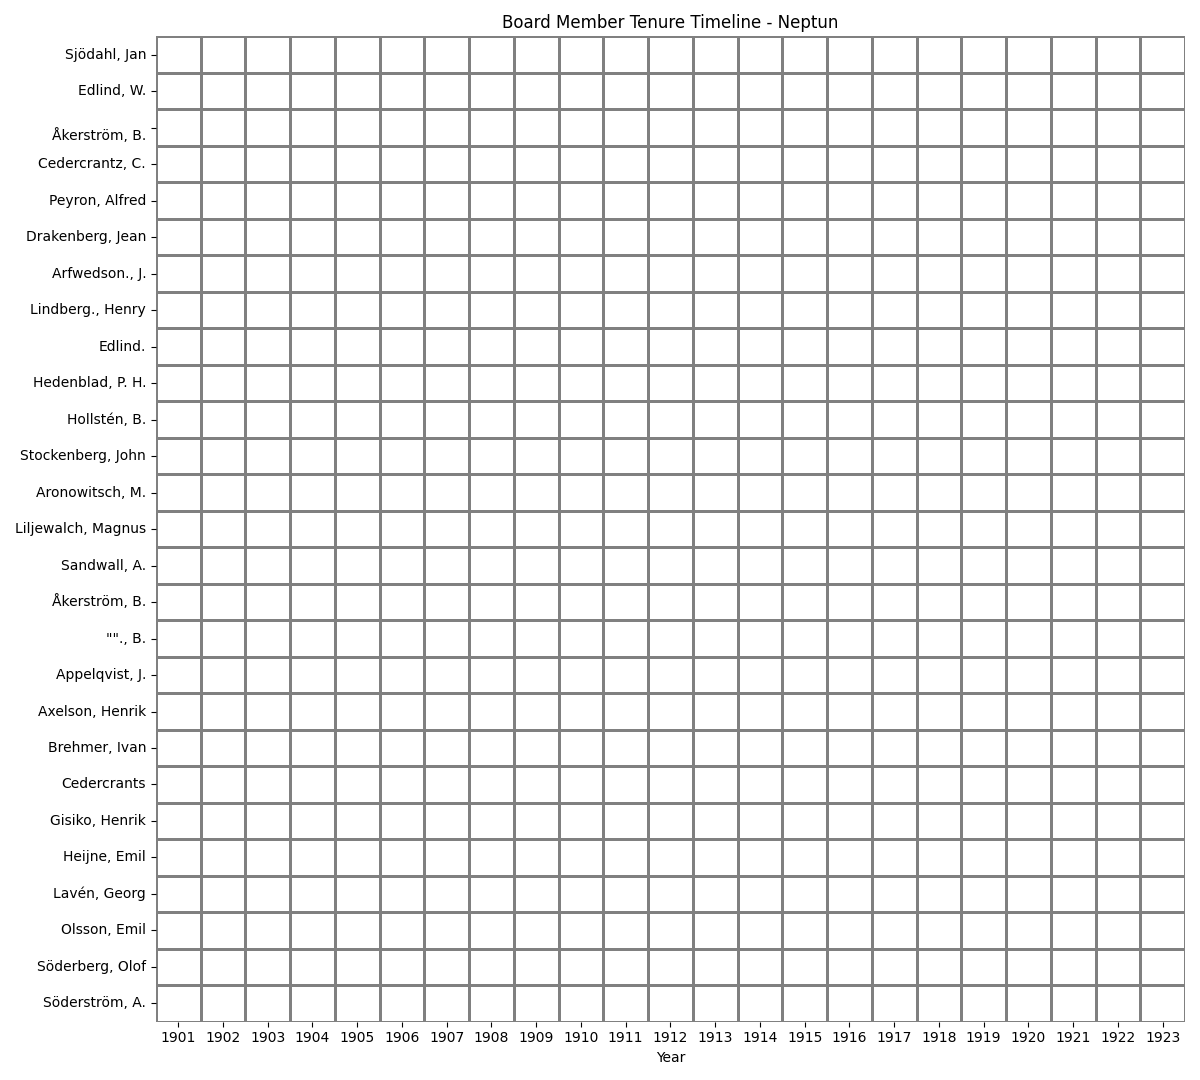 Board Member Tenure Timeline - Neptun
Sjödahl, Jan
Edlind, W.
Åkerström, B.
Cedercrantz, C.
Peyron, Alfred
Drakenberg, Jean
Arfwedson., J.
Lindberg., Henry
Edlind.
Hedenblad, P. H.
Hollstén, B.
Stockenberg, John
Aronowitsch, M.
Liljewalch, Magnus
Sandwall, A.
Åkerström, B.
""., B.
Appelqvist, J.
Axelson, Henrik
Brehmer, Ivan
Cedercrants
Gisiko, Henrik
Heijne, Emil
Lavén, Georg
Olsson, Emil
Söderberg, Olof
Söderström, A.
1901 1902 1903 1904 1905 1906 1907 1908 1909 1910 1911 1912 1913 1914 1915 1916 1917 1918 1919 1920 1921 1922 1923
Year